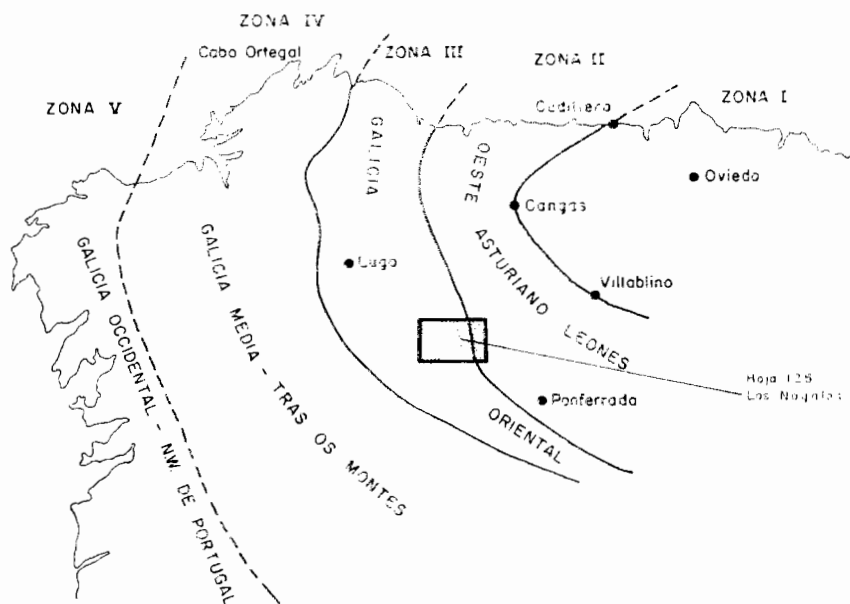 ZONA IV
Cabo Ortegal
ZONA III
ZONA II
ZONA V
Cudillero
ZONA I
GALICIA
ORIENTAL
OESTE ASTURIANO LEONES
Oviedo
Cangas
Lugo
Villablino
GALICIA OCCIDENTAL - N.W. DE PORTUGAL
GALICIA MEDIA - TRAS OS MONTES
Ponferrada
Hoja 125
Los Nogales